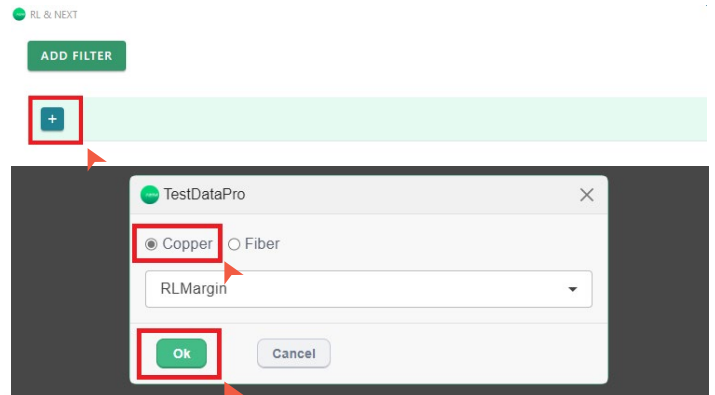 RL & NEXT
ADD FILTER
+
TestDataPro
Copper Fiber
RLMargin
Ok Cancel